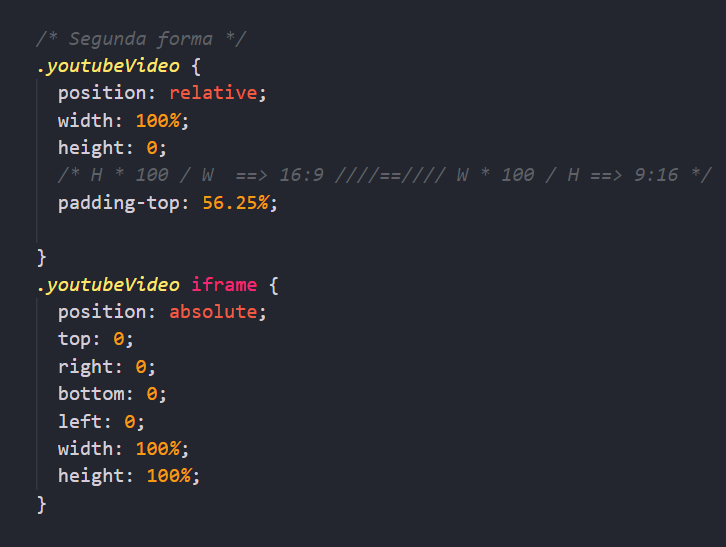 /* Segunda forma */
.youtubeVideo {
position: relative;
width: 100%;
height: 0;
/* H * 100 / W  ==> 16:9 ////==//// W * 100 / H ==> 9:16 */
padding-top: 56.25%;
}
.youtubeVideo iframe {
position: absolute;
top: 0;
right: 0;
bottom: 0;
left: 0;
width: 100%;
height: 100%;
}